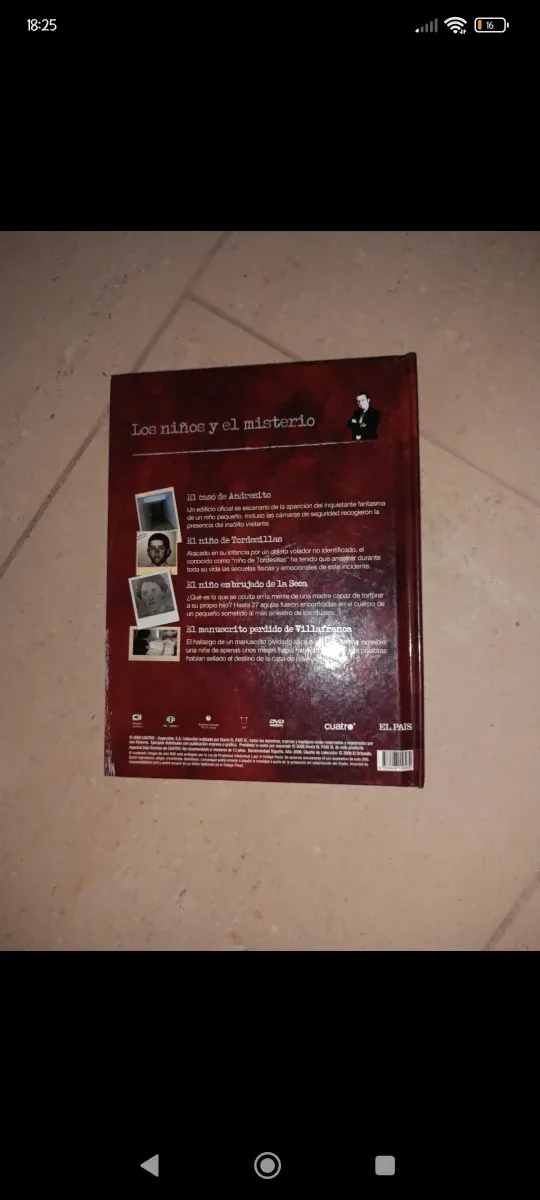 18:25
16
Los niños y el misterio
El caso de Andresito
Un edificio oficial es escenario de la aparición del inquietante fantasma
de un niño pequeño. Incluso las cámaras de seguridad recogieron la
presencia del insólito visitante.
El niño de Tordesillas
Atacado en su infancia por un objeto volador no identificado, el
conocido como "niño de Tordesillas" ha tenido que arrastrar durante
toda su vida las secuelas físicas y emocionales de este incidente.
El niño embrujado de la Seca
¿Qué es lo que se oculta en la mente de una madre capaz de torturar
a su propio hijo? Hasta 27 agujas fueron encontradas en el cuerpo de
un pequeño sometido al más siniestro de los rituales.
El manuscrito perdido de Villafranca
El hallazgo de un manuscrito olvidado
una niña de apenas unos meses había palabras
habían sellado el destino de la casa de
DVD
cuatro
EL PAIS